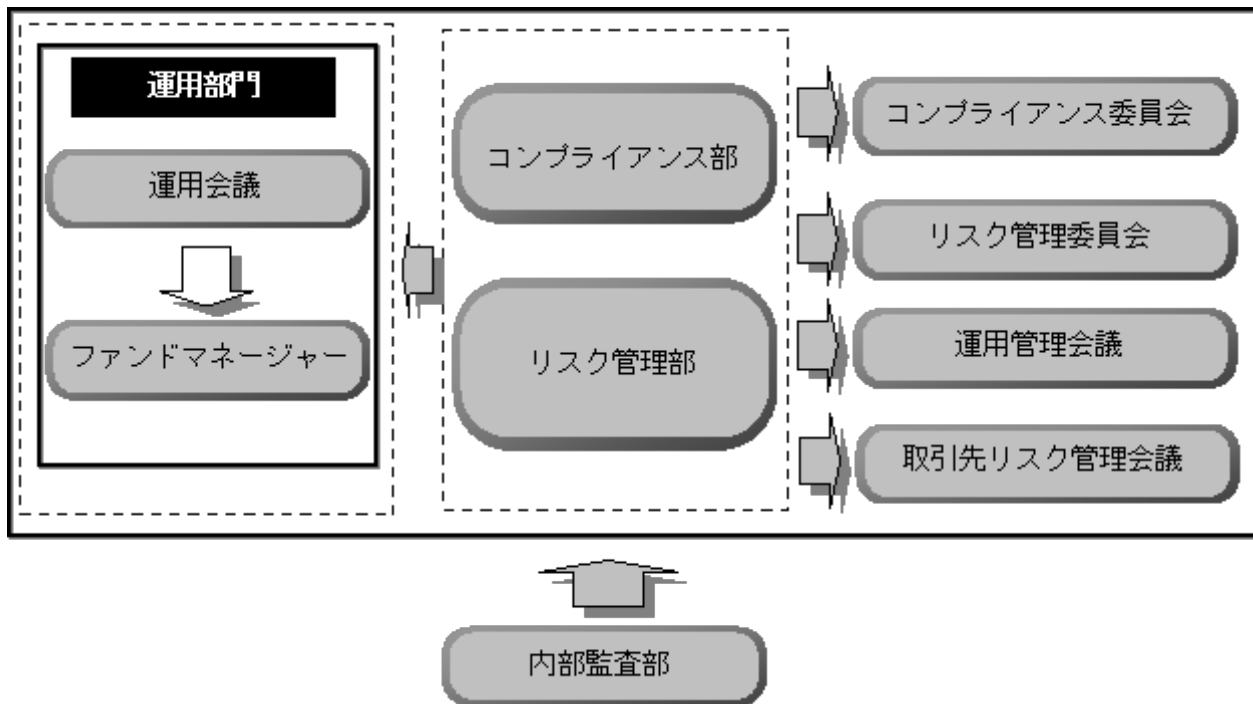 運用部門
運用会議
ファンドマネージャー
コンプライアンス部
リスク管理部
コンプライアンス委員会
リスク管理委員会
運用管理会議
取引先リスク管理会議
内部監査部